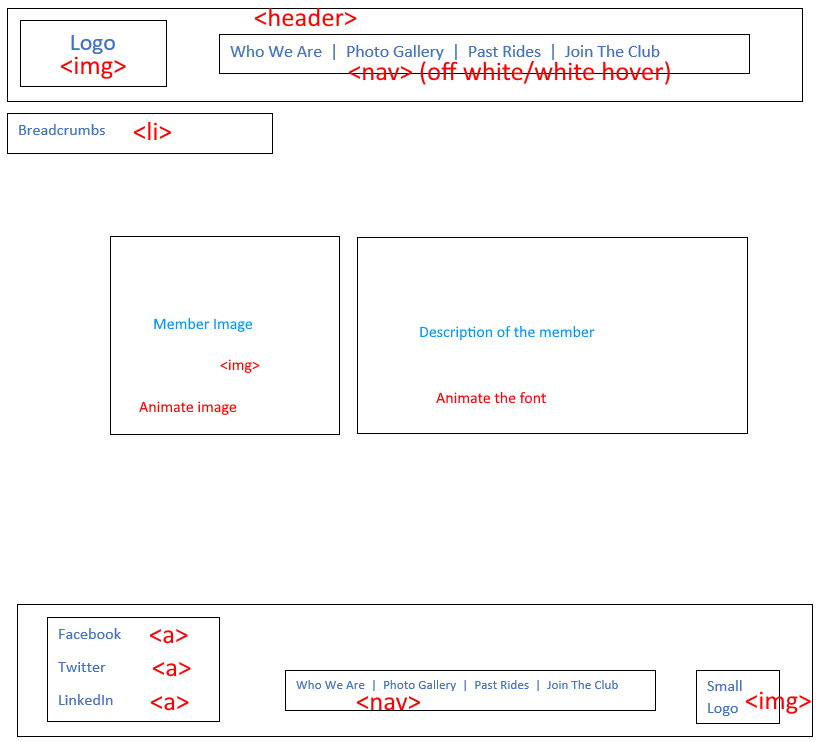 <header>
Logo
<img>
Who We Are | Photo Gallery | Past Rides | Join The Club
<nav> (off white/white hover)
Breadcrumbs <li>
Member Image
<img>
Animate image
Description of the member
Animate the font
Facebook <a>
Twitter <a>
LinkedIn <a>
Who We Are | Photo Gallery | Past Rides | Join The Club
<nav>
Small
Logo <img>